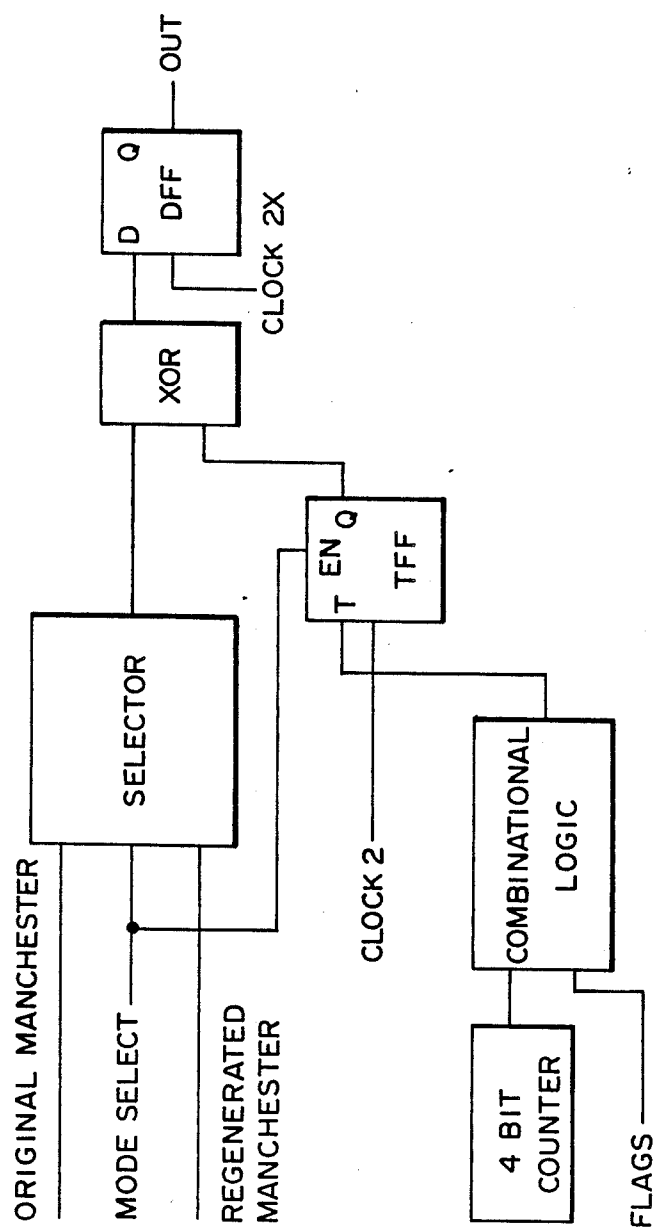 ORIGINAL MANCHESTER
MODE SELECT
REGENERATED
MANCHESTER
SELECTOR
XOR
D Q
DFF
OUT
CLOCK 2X
T EN Q
TFF
CLOCK 2
COMBINATIONAL
LOGIC
4 BIT
COUNTER
FLAGS